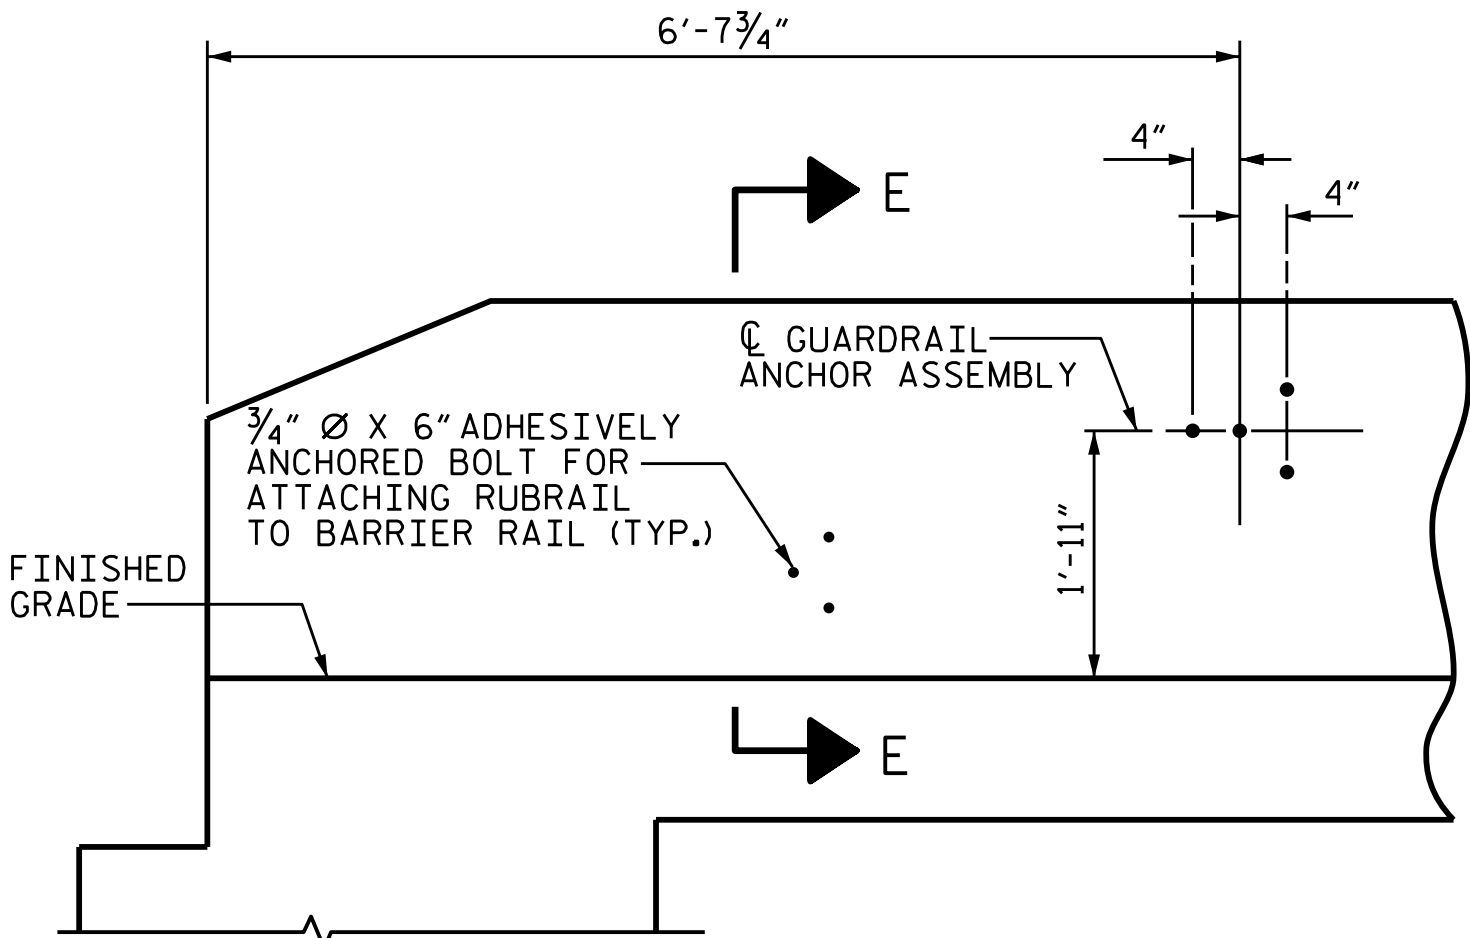 6'-7¾"
4"
E
4"
℄ GUARDRAIL
ANCHOR ASSEMBLY
¾" Ø X 6" ADHESIVELY
ANCHORED BOLT FOR
ATTACHING RUBRAIL
TO BARRIER RAIL (TYP.)
1'-11"
FINISHED
GRADE
E